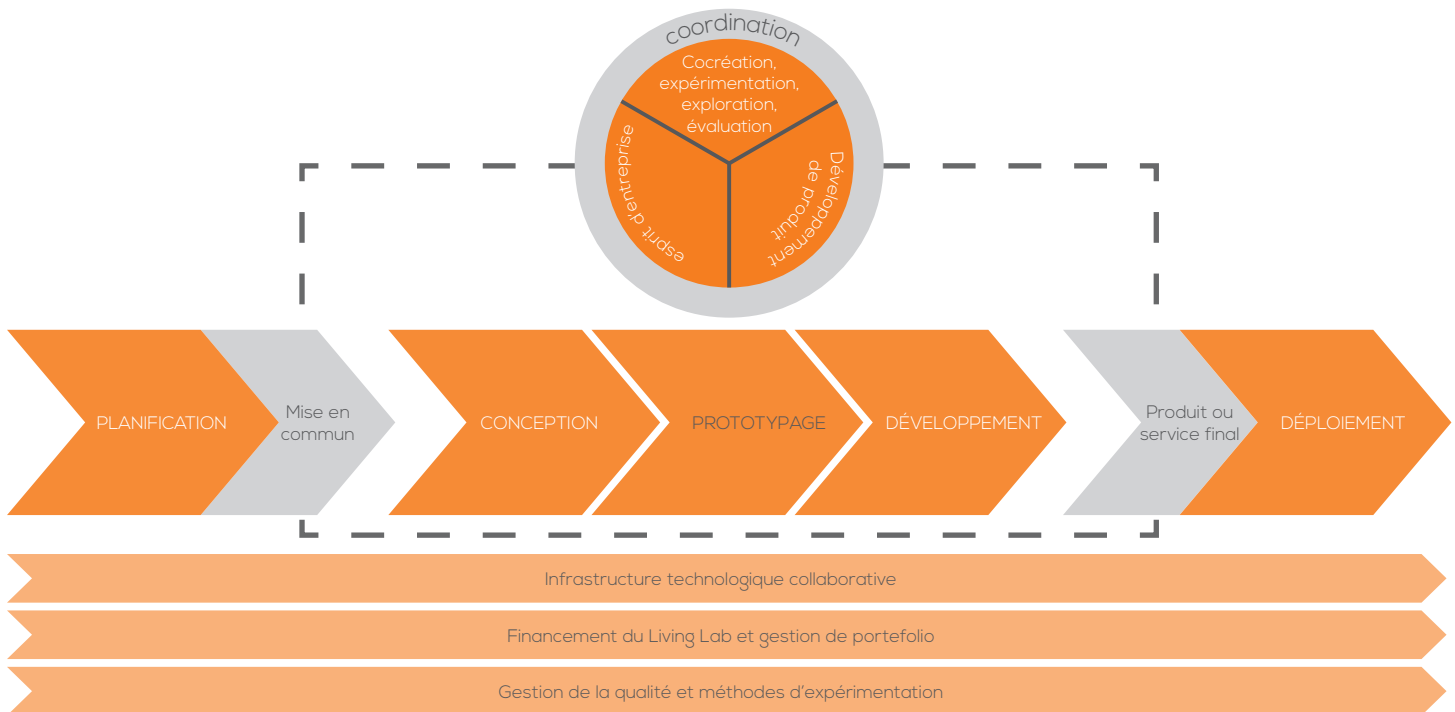 coordination
Cocréation,
expérimentation,
exploration,
évaluation
esprit d'entreprise
Développement
de produit
PLANIFICATION
Mise en
commun
CONCEPTION
PROTOTYPAGE
DÉVELOPPEMENT
Produit ou
service final
DÉPLOIEMENT
Infrastructure technologique collaborative
Financement du Living Lab et gestion de portefolio
Gestion de la qualité et méthodes d'expérimentation